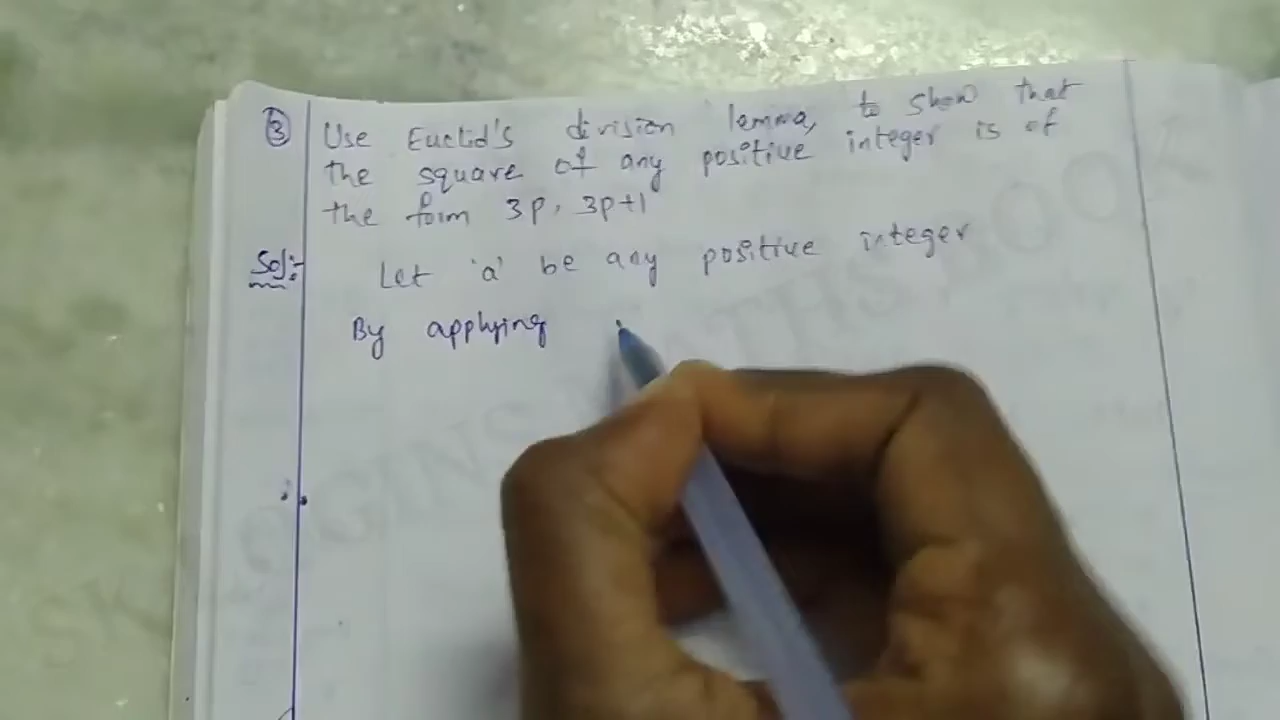 ③ Use Euclid's division lemma, to show that
the square of any positive integer is of
the form 3p, 3p+1
Sol:- Let 'a' be any positive integer
By applying